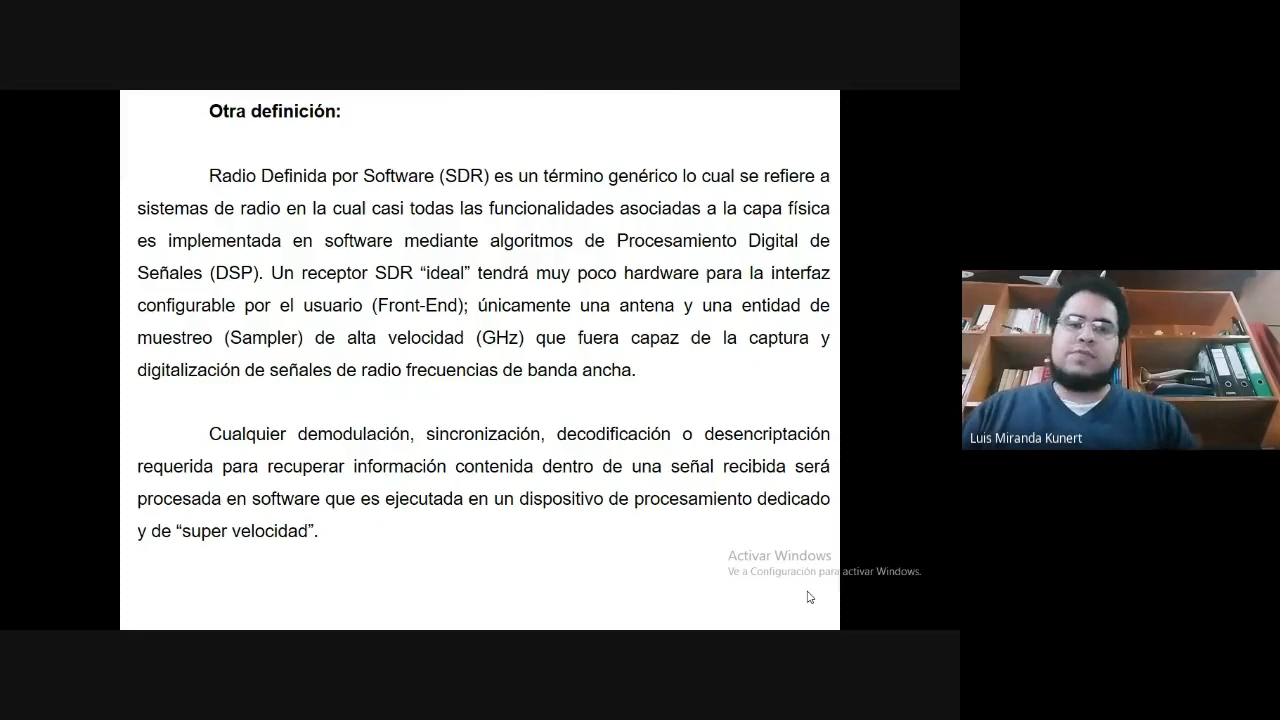 Otra definición:
Radio Definida por Software (SDR) es un término genérico lo cual se refiere a
sistemas de radio en la cual casi todas las funcionalidades asociadas a la capa física
es implementada en software mediante algoritmos de Procesamiento Digital de
Señales (DSP). Un receptor SDR “ideal” tendrá muy poco hardware para la interfaz
configurable por el usuario (Front-End); únicamente una antena y una entidad de
muestreo (Sampler) de alta velocidad (GHz) que fuera capaz de la captura y
digitalización de señales de radio frecuencias de banda ancha.
Cualquier demodulación, sincronización, decodificación o desencriptación
requerida para recuperar información contenida dentro de una señal recibida será
procesada en software que es ejecutada en un dispositivo de procesamiento dedicado
y de “super velocidad”.
Activar Windows
Ve a Configuración para activar Windows.
Luis Miranda Kunert